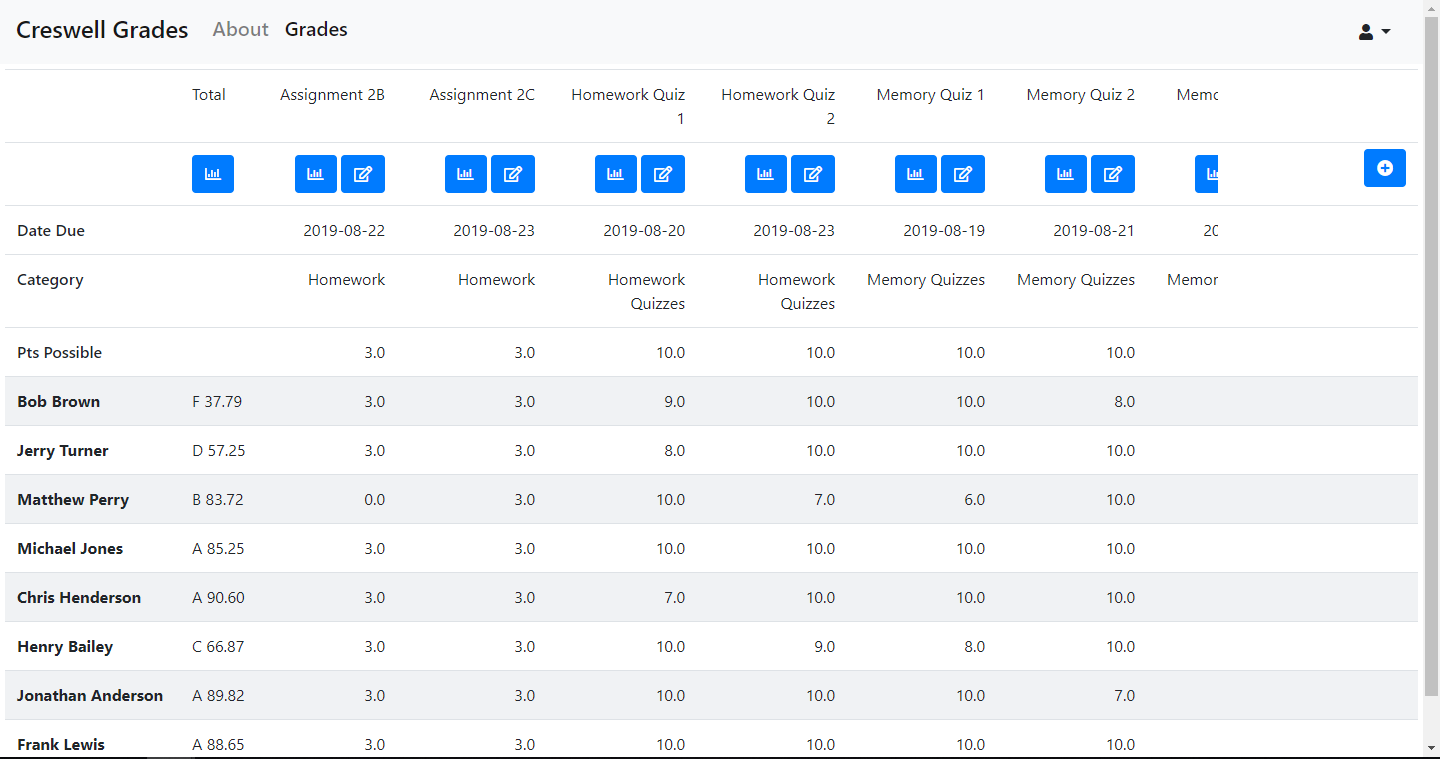 Creswell Grades About Grades
Total Assignment 2B Assignment 2C Homework Quiz 1 Homework Quiz 2 Memory Quiz 1 Memory Quiz 2
Date Due 2019-08-22 2019-08-23 2019-08-20 2019-08-23 2019-08-19 2019-08-21 20
Category Homework Homework Homework Quizzes Homework Quizzes Memory Quizzes Memory Quizzes Memor
Pts Possible 3.0 3.0 10.0 10.0 10.0 10.0
Bob Brown F 37.79 3.0 3.0 9.0 10.0 10.0 8.0
Jerry Turner D 57.25 3.0 3.0 8.0 10.0 10.0 10.0
Matthew Perry B 83.72 0.0 3.0 10.0 7.0 6.0 10.0
Michael Jones A 85.25 3.0 3.0 10.0 10.0 10.0 10.0
Chris Henderson A 90.60 3.0 3.0 7.0 10.0 10.0 10.0
Henry Bailey C 66.87 3.0 3.0 10.0 9.0 8.0 10.0
Jonathan Anderson A 89.82 3.0 3.0 10.0 10.0 10.0 7.0
Frank Lewis A 88.65 3.0 3.0 10.0 10.0 10.0 10.0